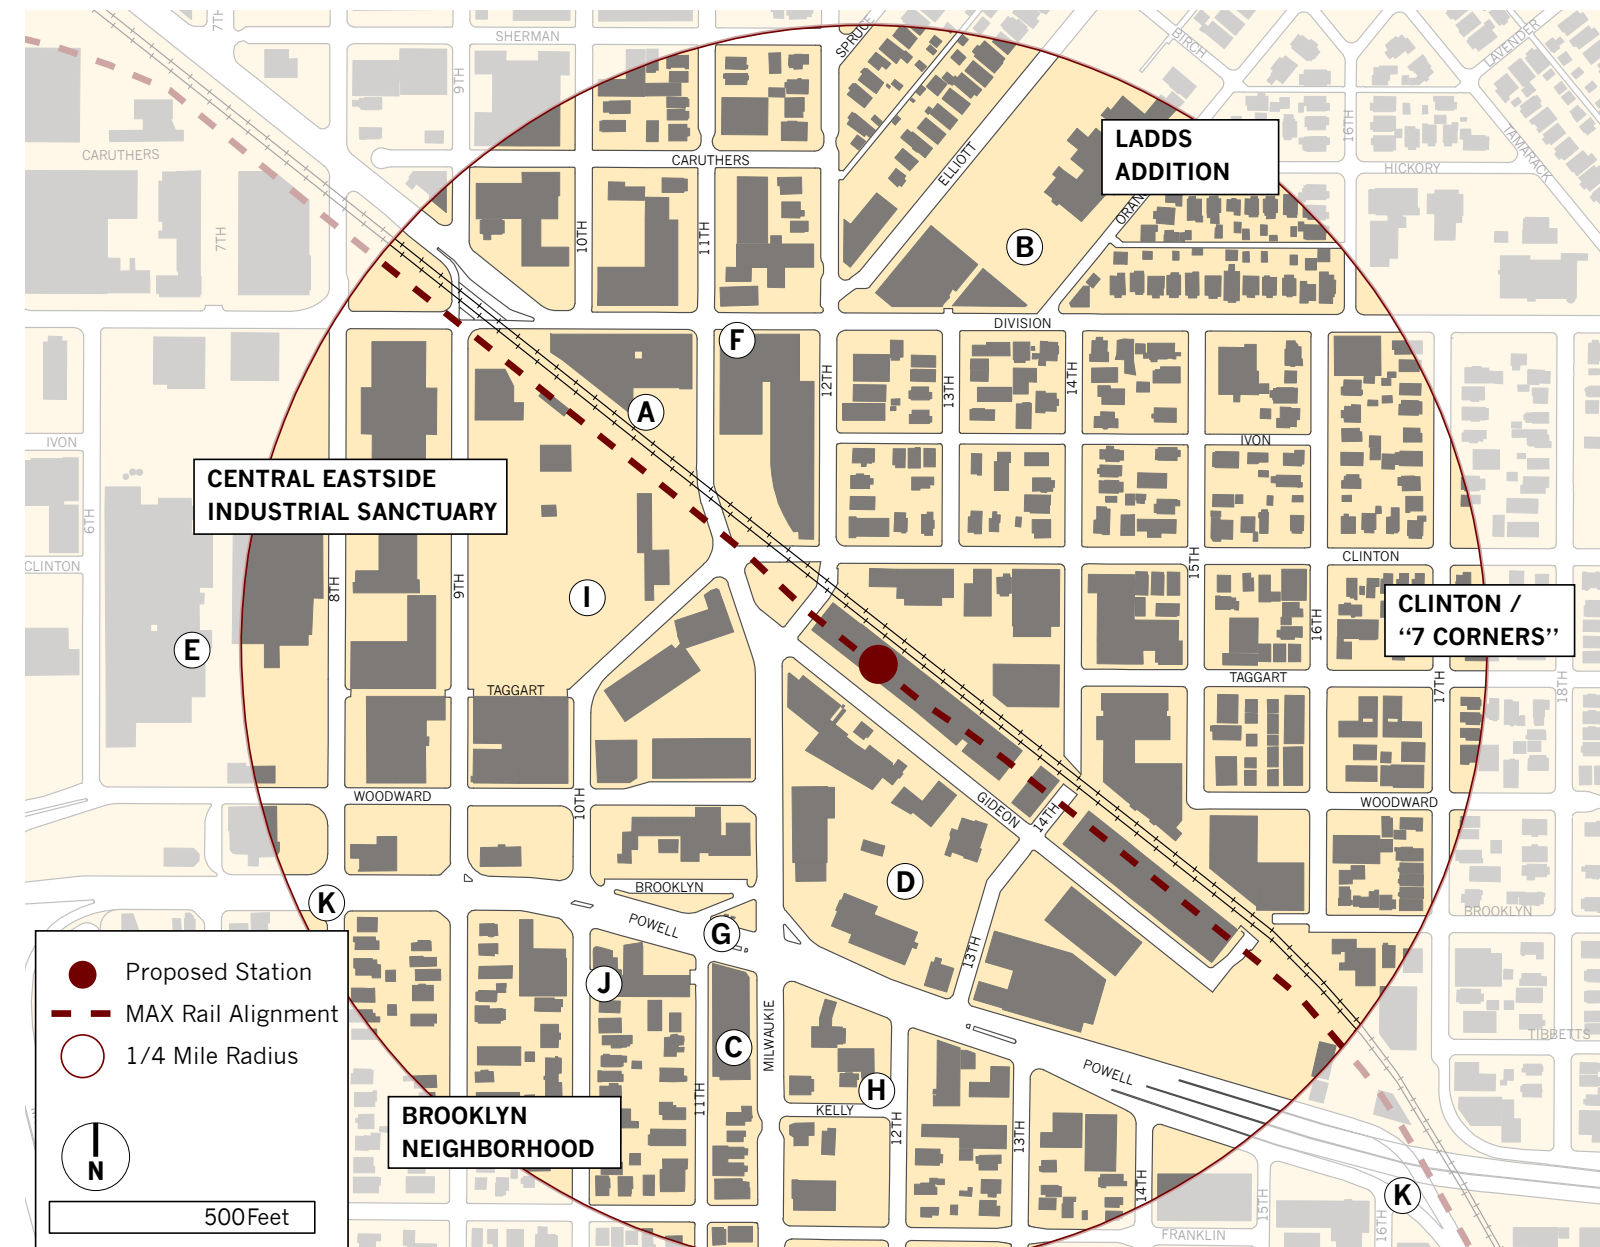 7TH
SHERMAN
SPRUCE
BIRCH
LAVENDER
9TH
16TH
TAMARACK
LADDS
ADDITION
CARUTHERS
CARUTHERS
ELLIOTT
HICKORY
7TH
10TH
11TH
B
DIVISION
F
12TH
13TH
14TH
A
IVON
IVON
CENTRAL EASTSIDE
INDUSTRIAL SANCTUARY
6TH
CLINTON
CLINTON
15TH
8TH
9TH
I
CLINTON /
“7 CORNERS”
16TH
E
TAGGART
TAGGART
17TH
18TH
WOODWARD
10TH
GIDEON
14TH
WOODWARD
D
BROOKLYN
K
POWELL
G
BROOKLYN
13TH
J
Proposed Station
MAX Rail Alignment
1/4 Mile Radius
N
500Feet
C
MILWAUKIE
TIBBETTS
POWELL
H
11TH
KELLY
12TH
13TH
BROOKLYN
NEIGHBORHOOD
14TH
15TH
16TH
K
FRANKLIN